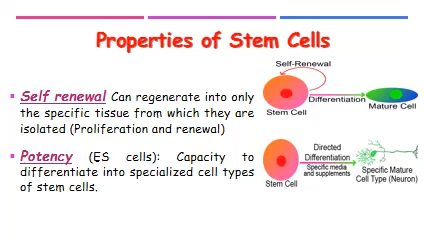 Properties of Stem Cells
Self renewal Can regenerate into only
the specific tissue from which they are
isolated (Proliferation and renewal)
Potency (ES cells): Capacity to
differentiate into specialized cell types
of stem cells.
Self-Renewal
Differentiation
Stem Cell
Mature Cell
Directed
Differentiation
Specific media
and supplements
Stem Cell
Specific Mature
Cell Type (Neuron)